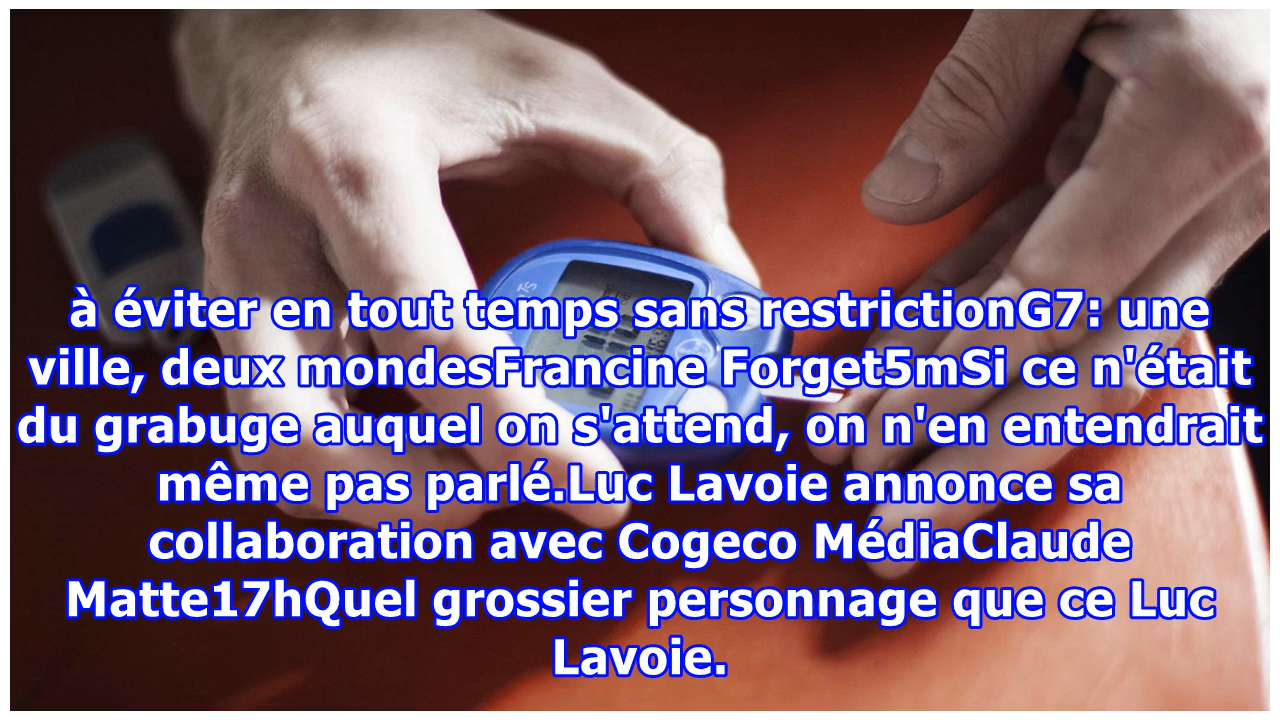 à éviter en tout temps sans restrictionG7: une
ville, deux mondesFrancine Forget5mSi ce n'était
du grabuge auquel on s'attend, on n'en entendrait
même pas parlé.Luc Lavoie annonce sa
collaboration avec Cogeco MédiaClaude
Matte17hQuel grossier personnage que ce Luc
Lavoie.